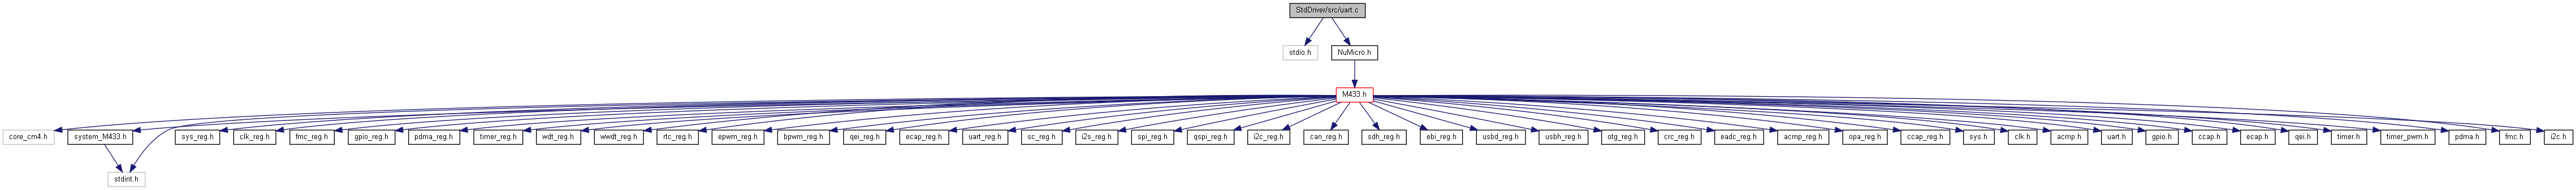 StdDriver/src/uart.c
stdio.h
NuMicro.h
M433.h
core_cm4.h
system_M433.h
sys_reg.h
clk_reg.h
fmc_reg.h
gpio_reg.h
pdma_reg.h
timer_reg.h
wdt_reg.h
wwdt_reg.h
rtc_reg.h
epwm_reg.h
bpwm_reg.h
qei_reg.h
ecap_reg.h
uart_reg.h
sc_reg.h
i2s_reg.h
spi_reg.h
qspi_reg.h
i2c_reg.h
can_reg.h
sdh_reg.h
ebi_reg.h
usbd_reg.h
usbh_reg.h
otg_reg.h
crc_reg.h
eadc_reg.h
acmp_reg.h
opa_reg.h
ccap_reg.h
sys.h
clk.h
acmp.h
uart.h
gpio.h
ccap.h
ecap.h
qei.h
timer.h
timer_pwm.h
pdma.h
fmc.h
i2c.h
stdint.h